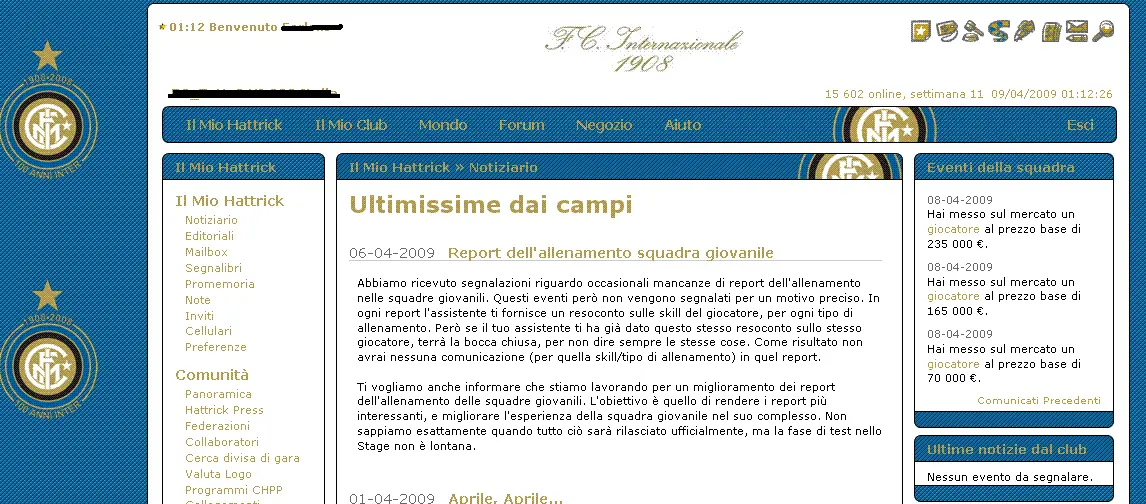 01:12 Benvenuto
F.C. Internazionale
1908
15 602 online, settimana 11 09/04/2009 01:12:26
1908•2008
100 ANNI INTER
Il Mio Hattrick Il Mio Club Mondo Forum Negozio Aiuto Esci
Il Mio Hattrick
Il Mio Hattrick
Notiziario
Editoriali
Mailbox
Segnalibri
Promemoria
Note
Inviti
Cellulari
Preferenze
Comunità
Panoramica
Hattrick Press
Federazioni
Collaboratori
Cerca divisa di gara
Valuta Logo
Programmi CHPP
1908•2008
100 ANNI INTER
Il Mio Hattrick » Notiziario
Ultimissime dai campi
06-04-2009 Report dell'allenamento squadra giovanile
Abbiamo ricevuto segnalazioni riguardo occasionali mancanze di report dell'allenamento
nelle squadre giovanili. Questi eventi però non vengono segnalati per un motivo preciso. In
ogni report l'assistente ti fornisce un resoconto sulle skill del giocatore, per ogni tipo di
allenamento. Però se il tuo assistente ti ha già dato questo stesso resoconto sullo stesso
giocatore, terrà la bocca chiusa, per non dire sempre le stesse cose. Come risultato non
avrai nessuna comunicazione (per quella skill/tipo di allenamento) in quel report.
Ti vogliamo anche informare che stiamo lavorando per un miglioramento dei report
dell'allenamento delle squadre giovanili. L'obiettivo è quello di rendere i report più
interessanti, e migliorare l'esperienza della squadra giovanile nel suo complesso. Non
sappiamo esattamente quando tutto ciò sarà rilasciato ufficialmente, ma la fase di test nello
Stage non è lontana.
01-04-2009 Aprile, Aprile...
Eventi della squadra
08-04-2009
Hai messo sul mercato un
giocatore al prezzo base di
235 000 €.
08-04-2009
Hai messo sul mercato un
giocatore al prezzo base di
165 000 €.
08-04-2009
Hai messo sul mercato un
giocatore al prezzo base di
70 000 €.
Comunicati Precedenti
Ultime notizie dal club
Nessun evento da segnalare.